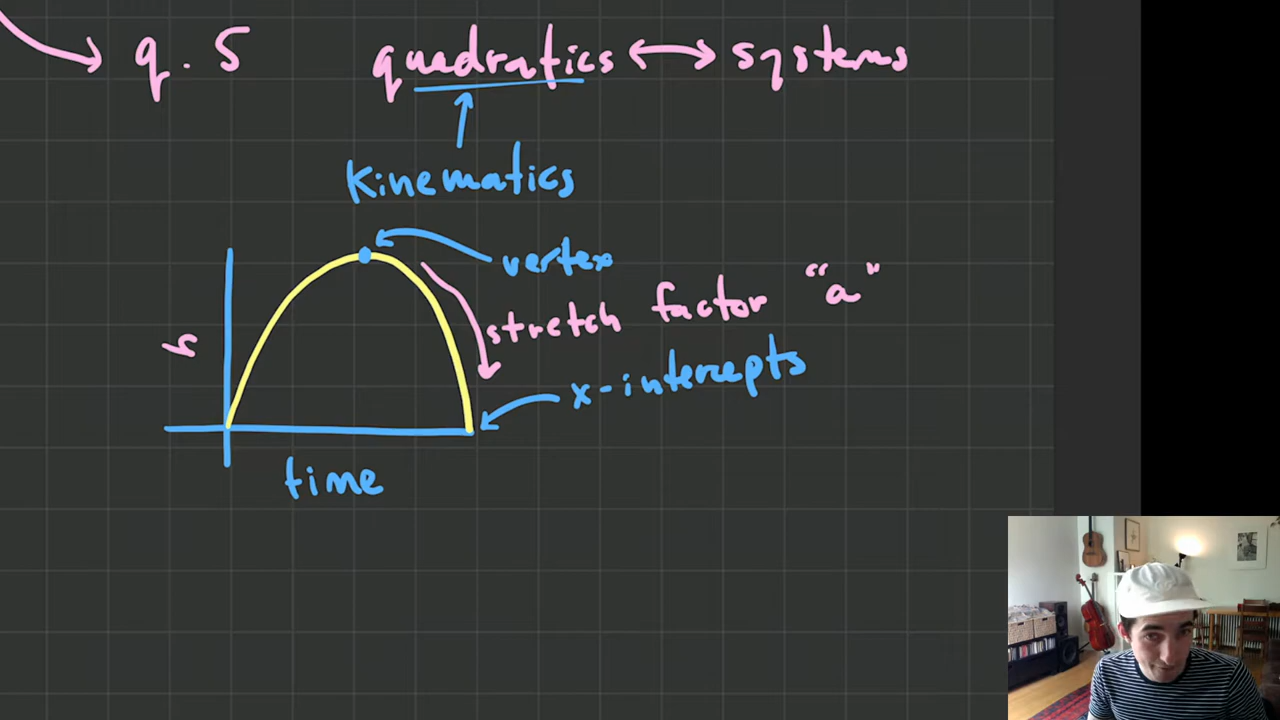 q. 5 quadratics ↔ systems
kinematics
vertex
stretch factor "a"
h
x-intercepts
time